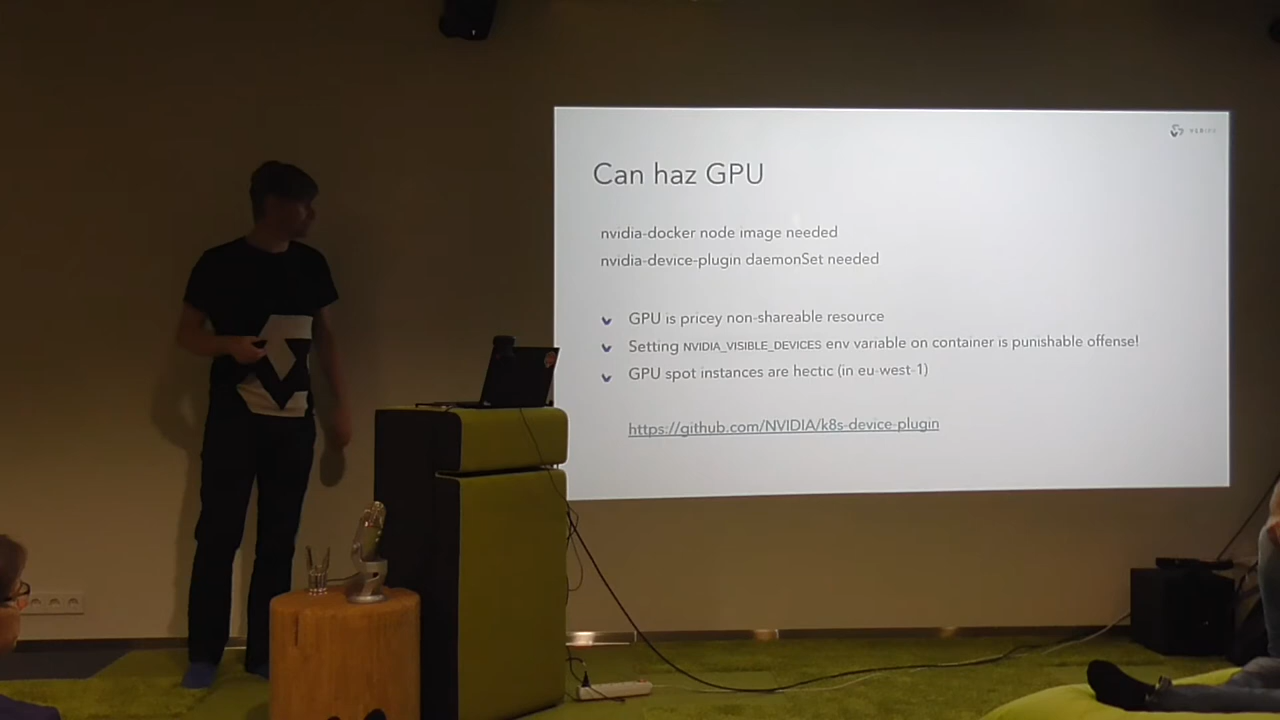 VERIFF
Can haz GPU
nvidia-docker node image needed
nvidia-device-plugin daemonSet needed
GPU is pricey non-shareable resource
Setting NVIDIA_VISIBLE_DEVICES env variable on container is punishable offense!
GPU spot instances are hectic (in eu-west-1)
https://github.com/NVIDIA/k8s-device-plugin